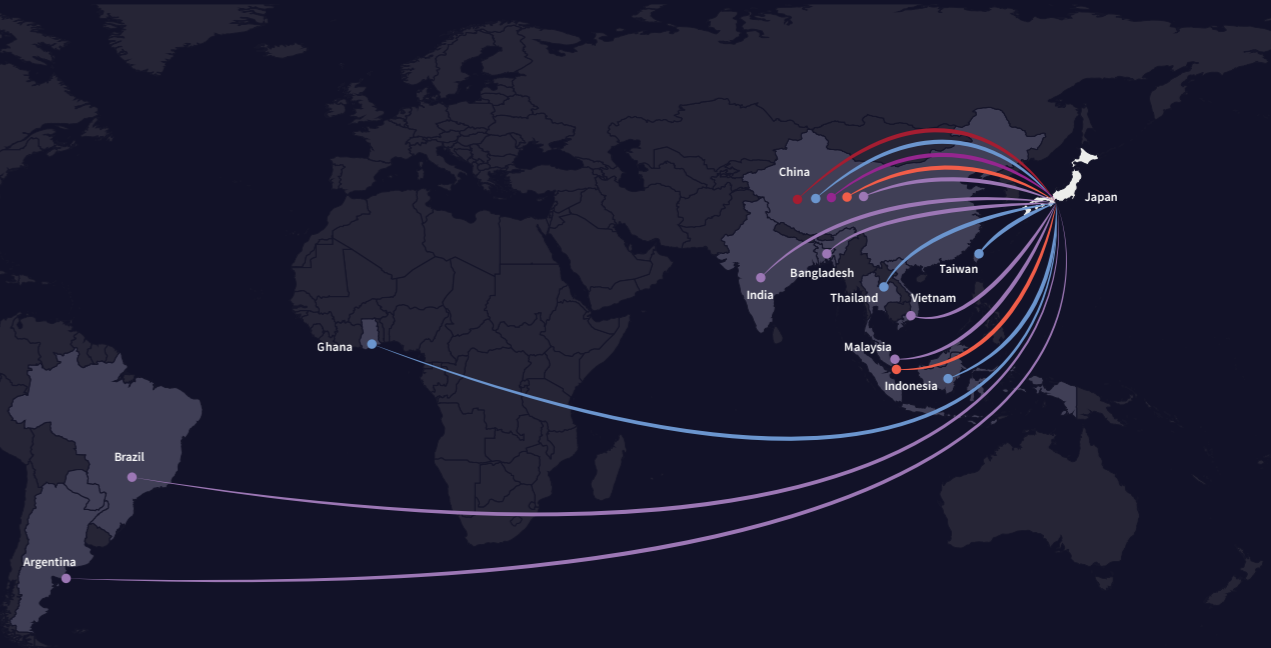 China
Japan
Taiwan
Bangladesh
India
Thailand
Vietnam
Ghana
Malaysia
Indonesia
Brazil
Argentina